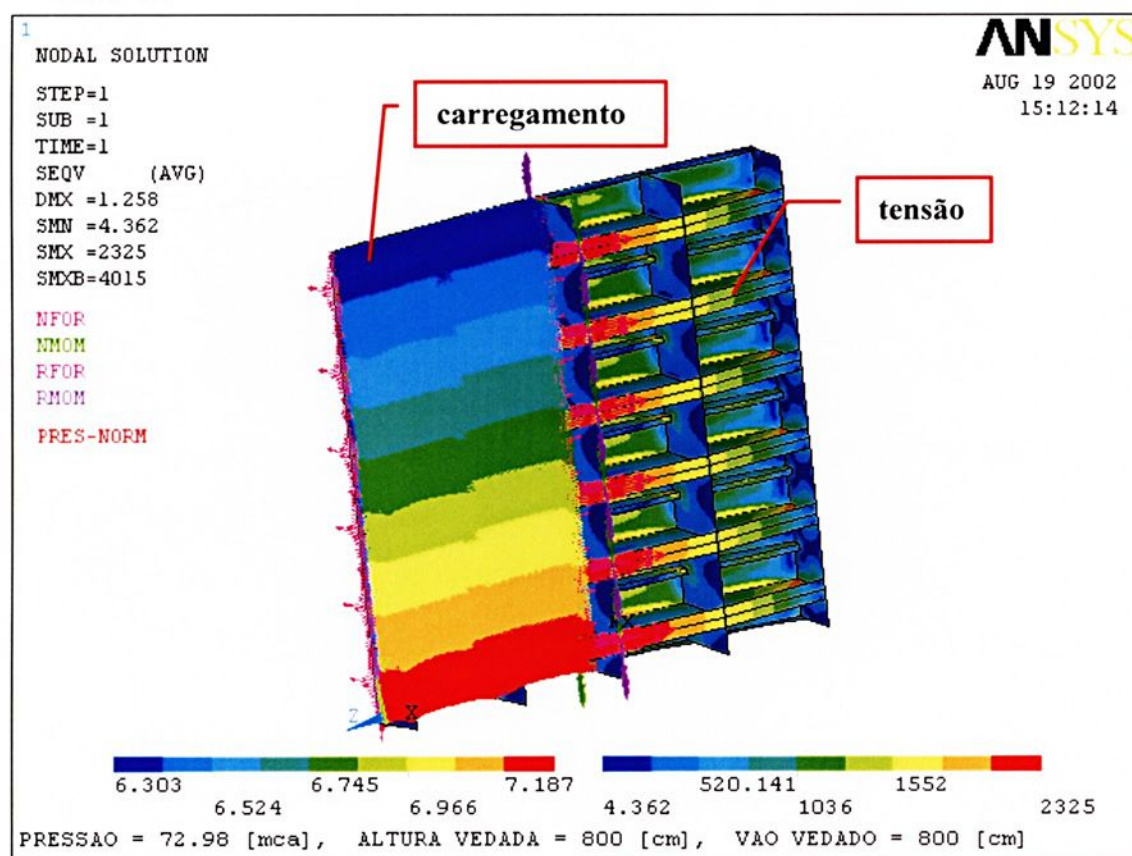 1
NODAL SOLUTION
ANSYS
AUG 19 2002
15:12:14
STEP=1
SUB =1
TIME=1
SEQV (AVG)
DMX =1.258
SMN =4.362
SMX =2325
SMXB=4015
NFOR
NMOM
RFOR
RMOM
PRES-NORM
carregamento
tensão
Z X
6.303 6.745 7.187
6.524 6.966
520.141 1552
4.362 1036 2325
PRESSAO = 72.98 [mca], ALTURA VEDADA = 800 [cm], VAO VEDADO = 800 [cm]